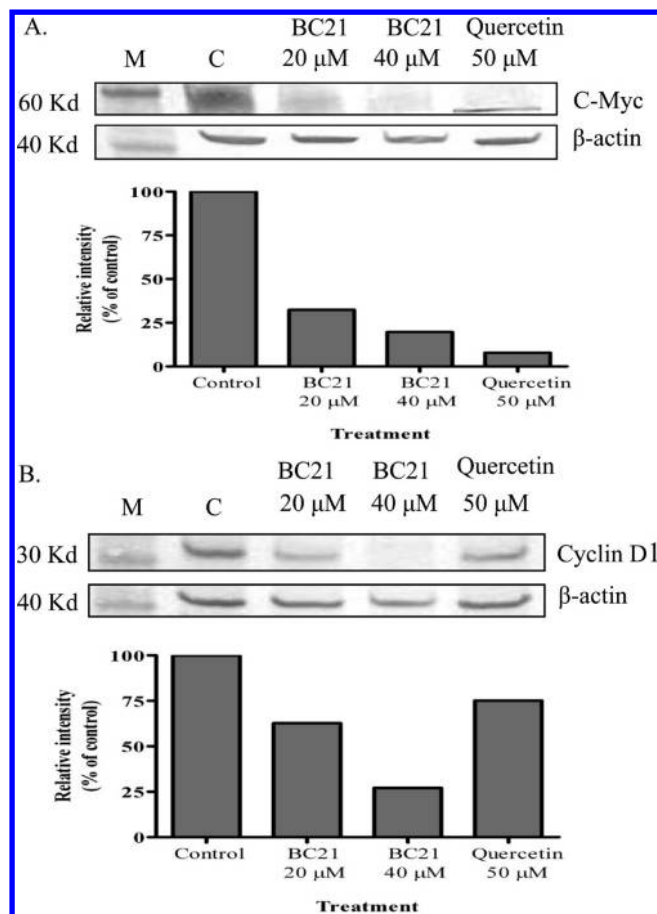 A.
BC21 BC21 Quercetin
M C 20 μM 40 μM 50 μM
60 Kd C-Myc
40 Kd β-actin
100
75
50
25
0
Relative intensity
(% of control)
Control BC21 BC21 Quercetin
20 μM 40 μM 50 μM
Treatment
B.
BC21 BC21 Quercetin
M C 20 μM 40 μM 50 μM
30 Kd Cyclin D1
40 Kd β-actin
100
75
50
25
0
Relative intensity
(% of control)
Control BC21 BC21 Quercetin
20 μM 40 μM 50 μM
Treatment